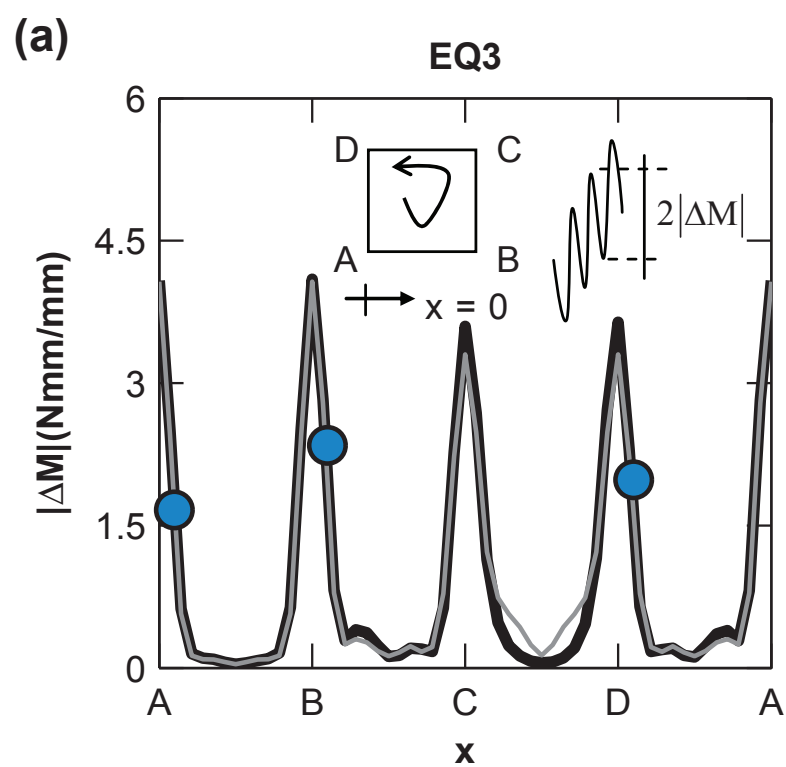 (a)
EQ3
6
D C
2|ΔM|
4.5
A B
x = 0
|ΔM|(Nmm/mm)
3
1.5
0
A B C D A
x